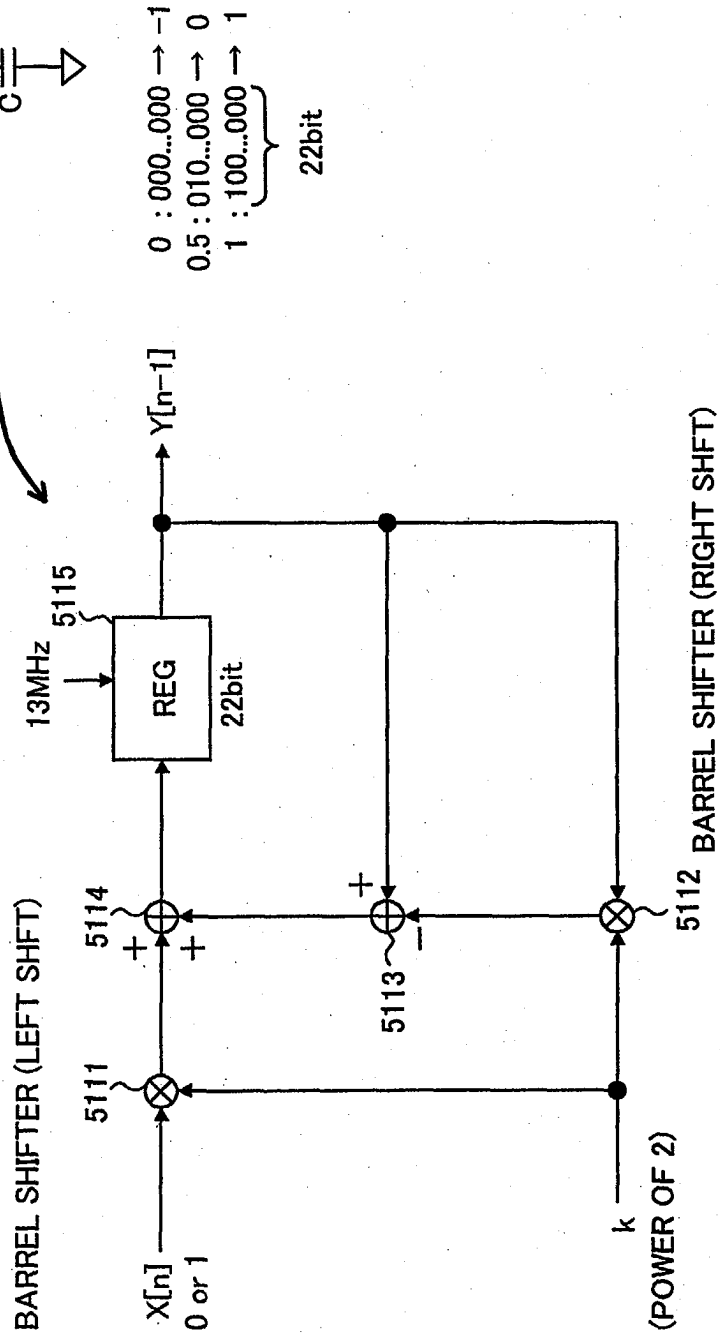 C
0 : 000...000 → -1
0.5 : 010...000 → 0
1 : 100...000 → 1
22bit
BARREL SHIFTER (LEFT SHFT)
13MHz
5115
REG
22bit
5114
5111
X[n]
0 or 1
+
+
Y[n-1]
+
−
5113
k
(POWER OF 2)
5112
BARREL SHIFTER (RIGHT SHFT)